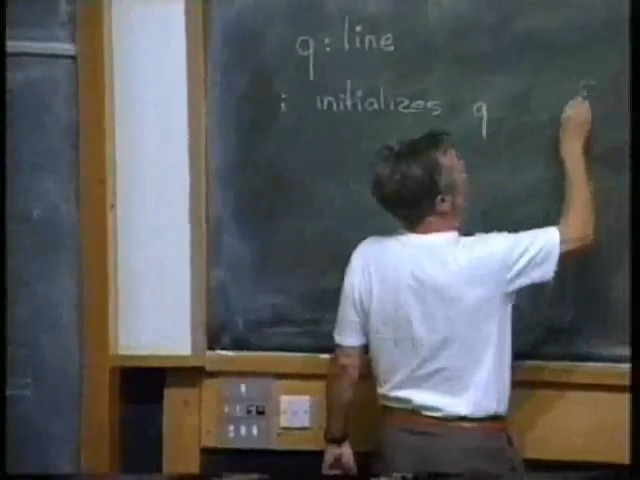 q : line
i initializes q